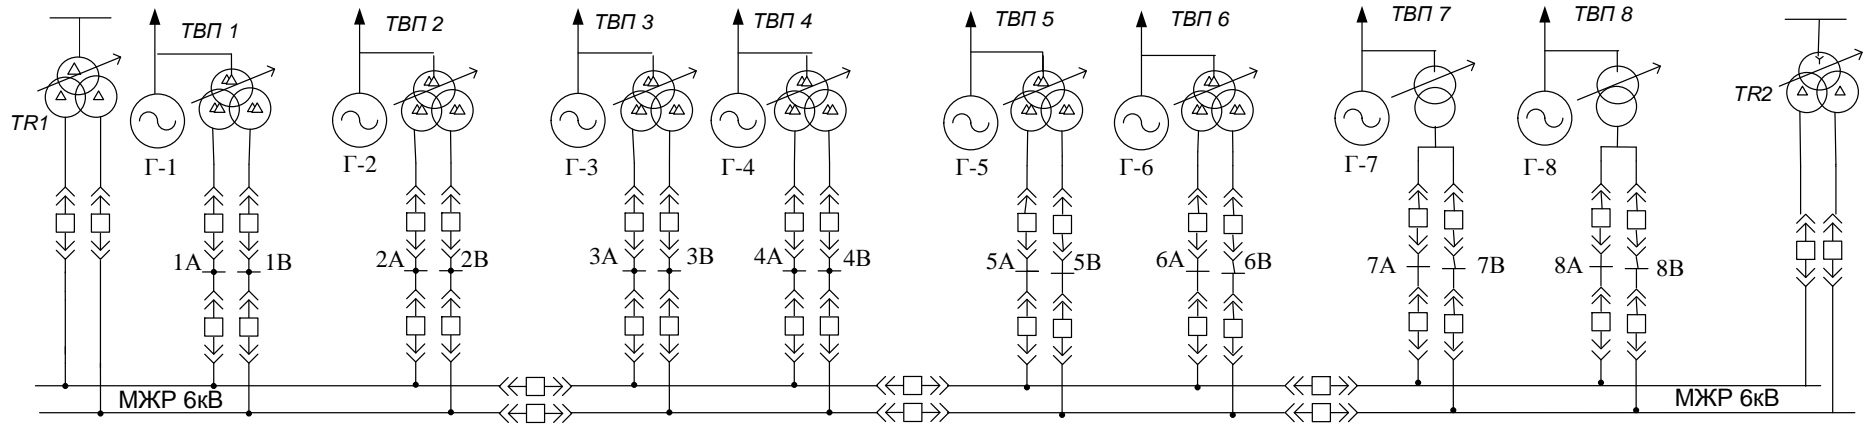 ТВП 1
ТВП 2
ТВП 3
ТВП 4
ТВП 5
ТВП 6
ТВП 7
ТВП 8
TR1
TR2
Г-1
Г-2
Г-3
Г-4
Г-5
Г-6
Г-7
Г-8
1А
1В
2А
2В
3А
3В
4А
4В
5А
5В
6А
6В
7А
7В
8А
8В
МЖР 6кВ
МЖР 6кВ